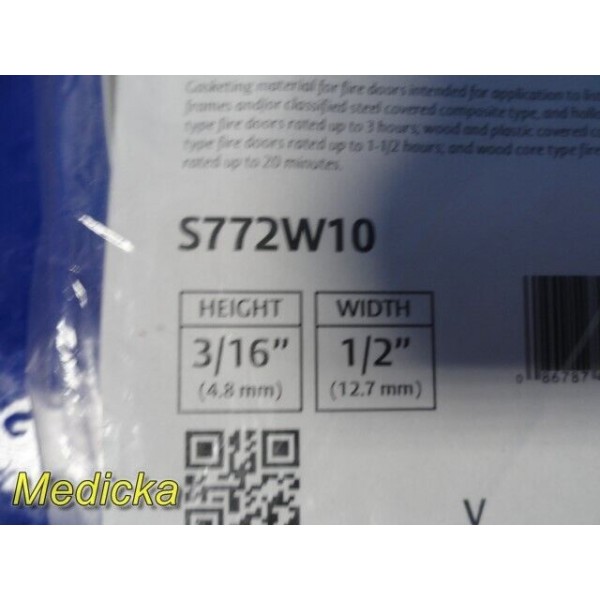 Gasketing material for fire doors intended for application to
frames and/or classified steel covered composite type, and
type fire doors rated up to 3 hours; wood and plastic covered
type fire doors rated up to 1-1/2 hours; and wood core type
rated up to 20 minutes.
S772W10
HEIGHT WIDTH
3/16" 1/2"
(4.8 mm) (12.7 mm)
0 86787
Medicka
V